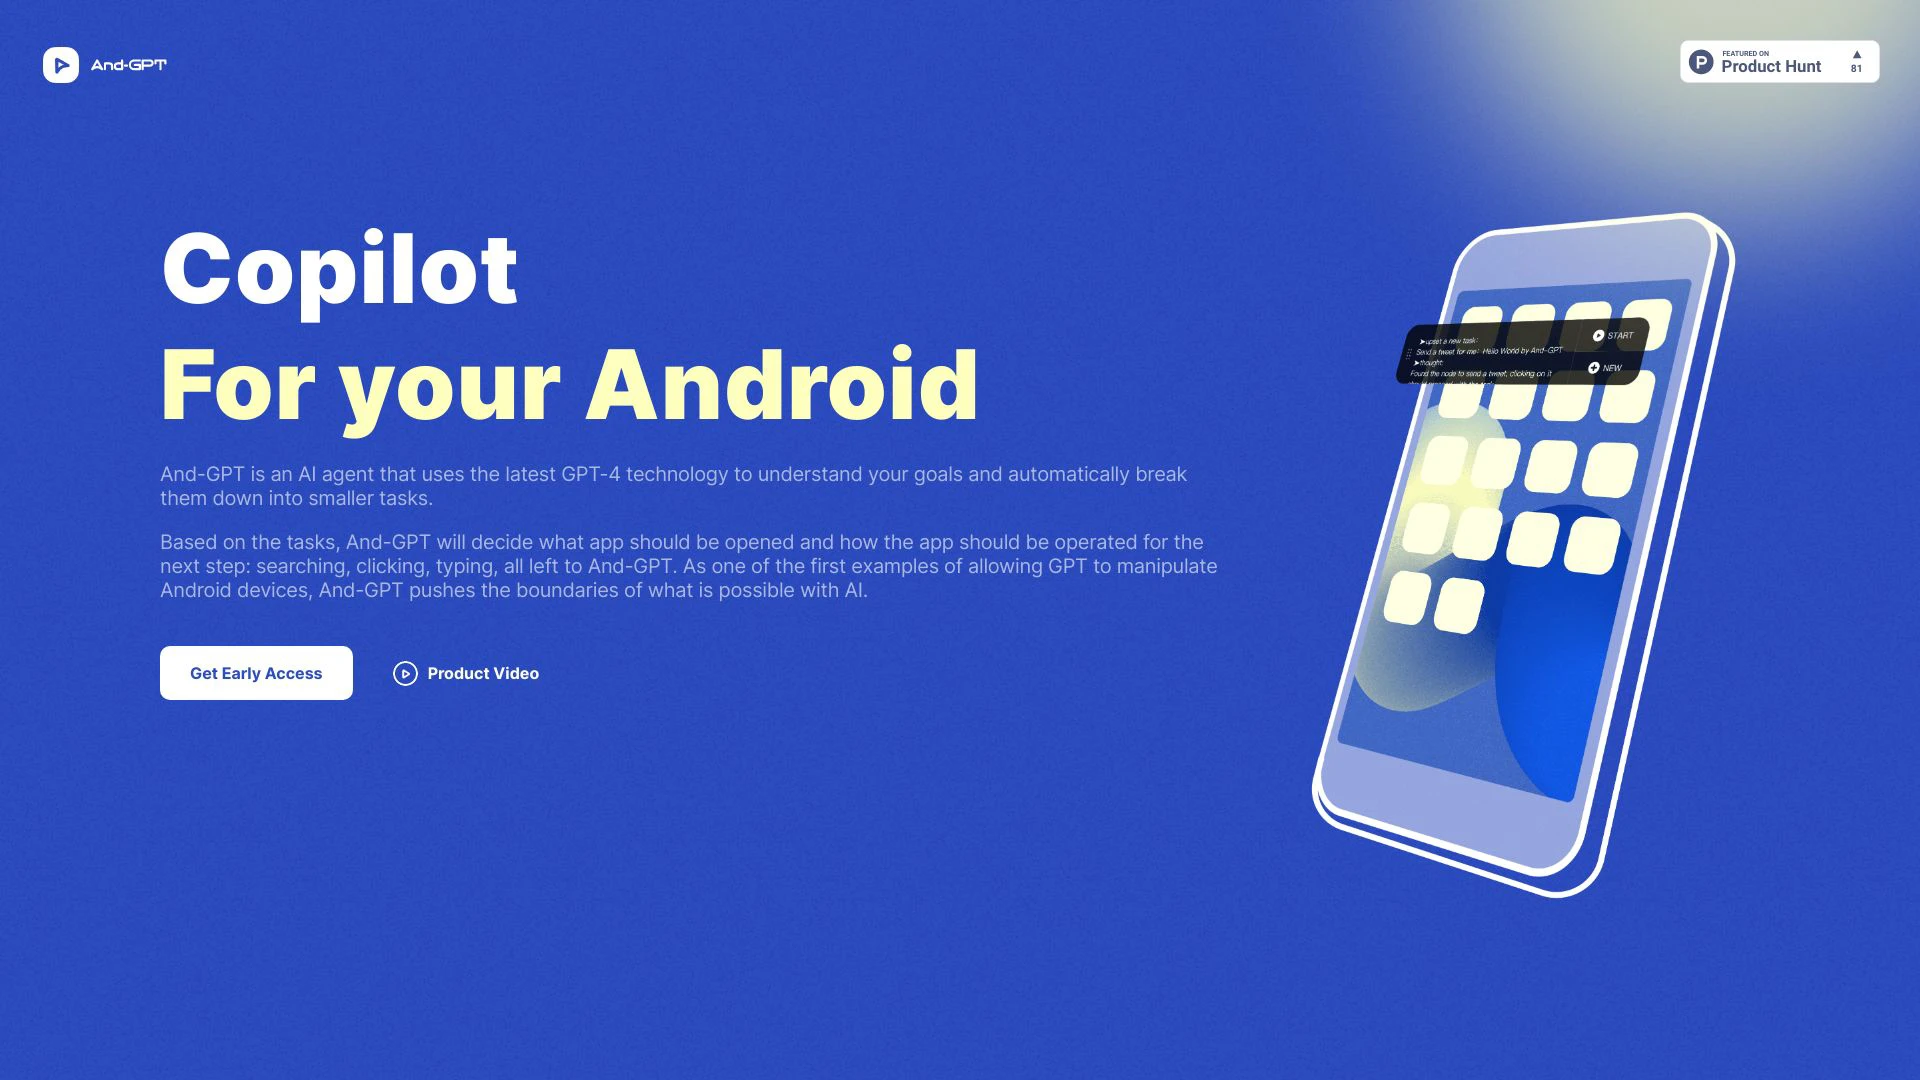 And-GPT
FEATURED ON
Product Hunt
81
Copilot
For your Android
And-GPT is an AI agent that uses the latest GPT-4 technology to understand your goals and automatically break
them down into smaller tasks.
Based on the tasks, And-GPT will decide what app should be opened and how the app should be operated for the
next step: searching, clicking, typing, all left to And-GPT. As one of the first examples of allowing GPT to manipulate
Android devices, And-GPT pushes the boundaries of what is possible with AI.
Get Early Access
Product Video
upset a new task:
Send a tweet for me: Hello World by And-GPT
thought:
Found the node to send a tweet, clicking on it
START
NEW